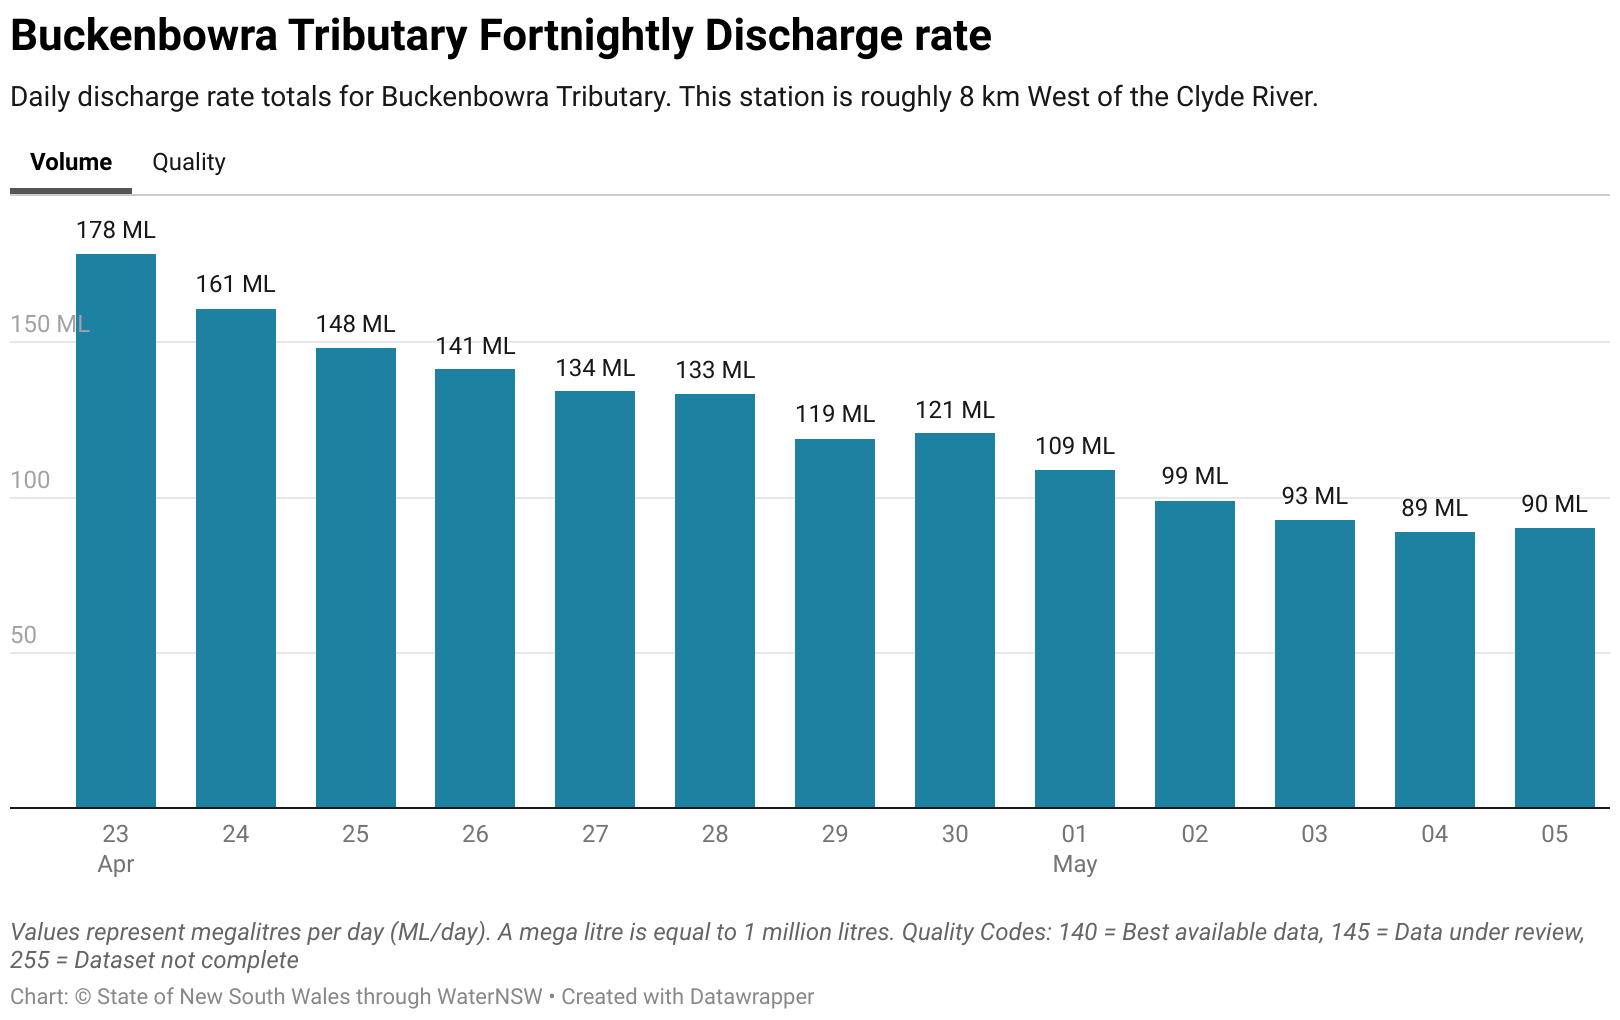 Buckenbowra Tributary Fortnightly Discharge rate
Daily discharge rate totals for Buckenbowra Tributary. This station is roughly 8 km West of the Clyde River.
Volume Quality
178 ML
161 ML
150 ML
148 ML
141 ML
134 ML
133 ML
119 ML
121 ML
109 ML
99 ML
93 ML
89 ML
90 ML
100
50
23 24 25 26 27 28 29 30 01 02 03 04 05
Apr May
Values represent megalitres per day (ML/day). A mega litre is equal to 1 million litres. Quality Codes: 140 = Best available data, 145 = Data under review,
255 = Dataset not complete
Chart: © State of New South Wales through WaterNSW • Created with Datawrapper